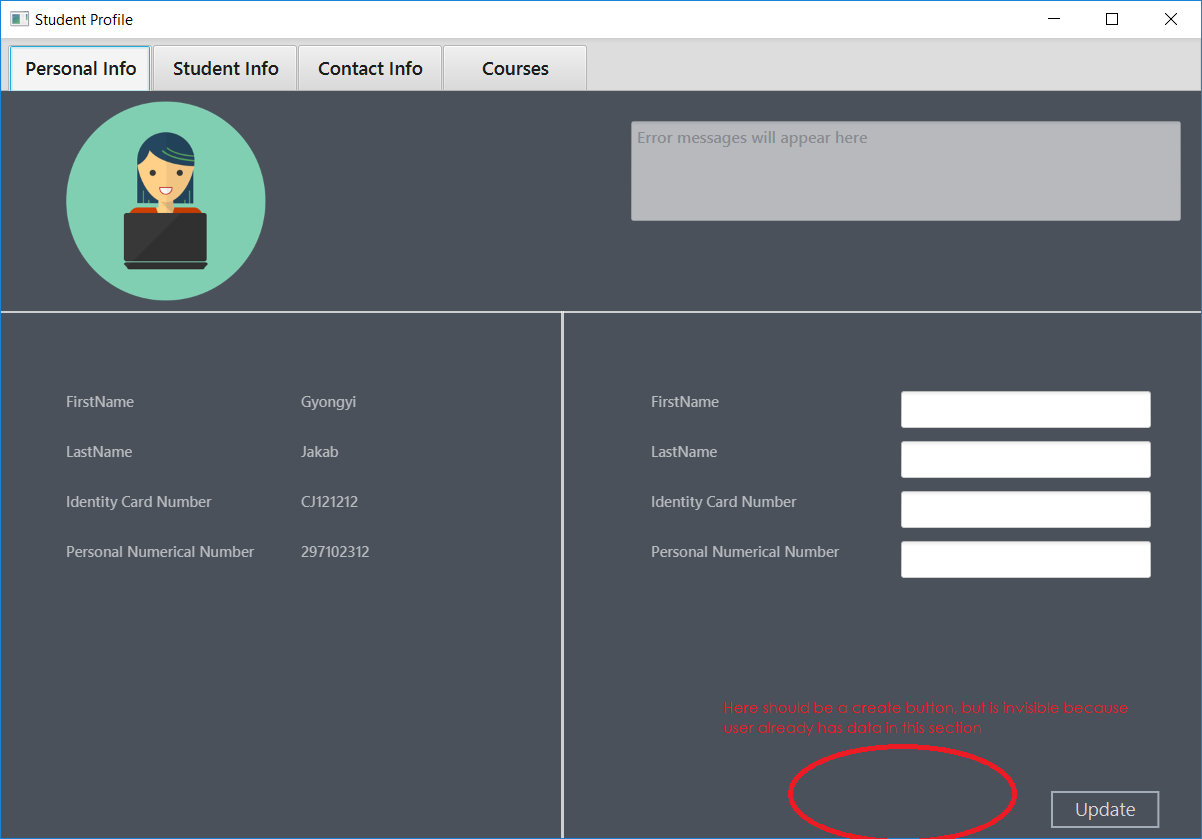 Student Profile
Personal Info
Student Info
Contact Info
Courses
Error messages will appear here
FirstName
Gyongyi
LastName
Jakab
Identity Card Number
CJ121212
Personal Numerical Number
297102312
FirstName
LastName
Identity Card Number
Personal Numerical Number
Here should be a create button, but is invisible because
user already has data in this section
Update